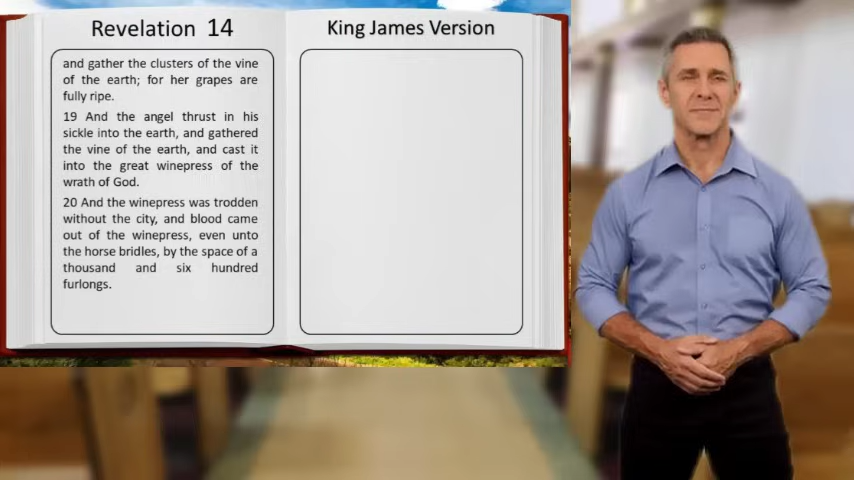 Revelation 14
King James Version
and gather the clusters of the vine
of the earth; for her grapes are
fully ripe.
19 And the angel thrust in his
sickle into the earth, and gathered
the vine of the earth, and cast it
into the great winepress of the
wrath of God.
20 And the winepress was trodden
without the city, and blood came
out of the winepress, even unto
the horse bridles, by the space of a
thousand and six hundred
furlongs.